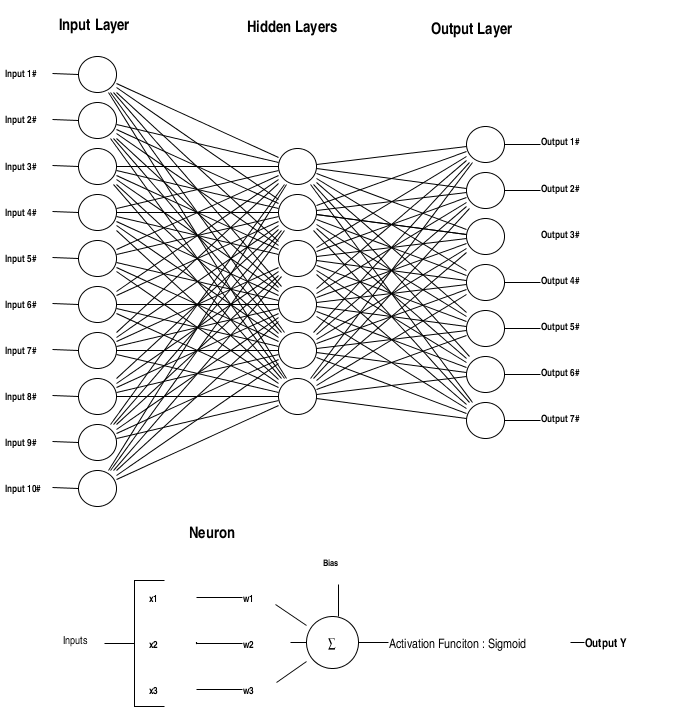 Input Layer
Hidden Layers
Output Layer
Input 1#
Input 2#
Input 3#
Input 4#
Input 5#
Input 6#
Input 7#
Input 8#
Input 9#
Input 10#
Output 1#
Output 2#
Output 3#
Output 4#
Output 5#
Output 6#
Output 7#
Neuron
Bias
Inputs
x1 w1
x2 w2
x3 w3
Σ
Activation Funciton : Sigmoid
Output Y